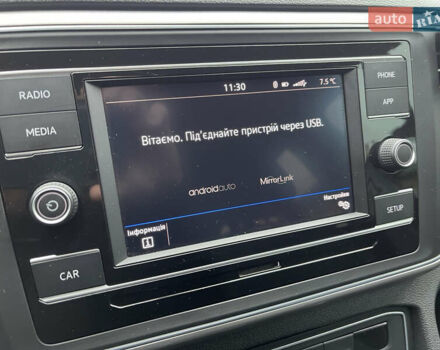 auto RIA
RADIO
MEDIA
CAR
11:30
7.5°C
Вітаємо. Під'єднайте пристрій через USB.
androidauto
MirrorLink
Інформація
Настройки
PHONE
APP
SETUP